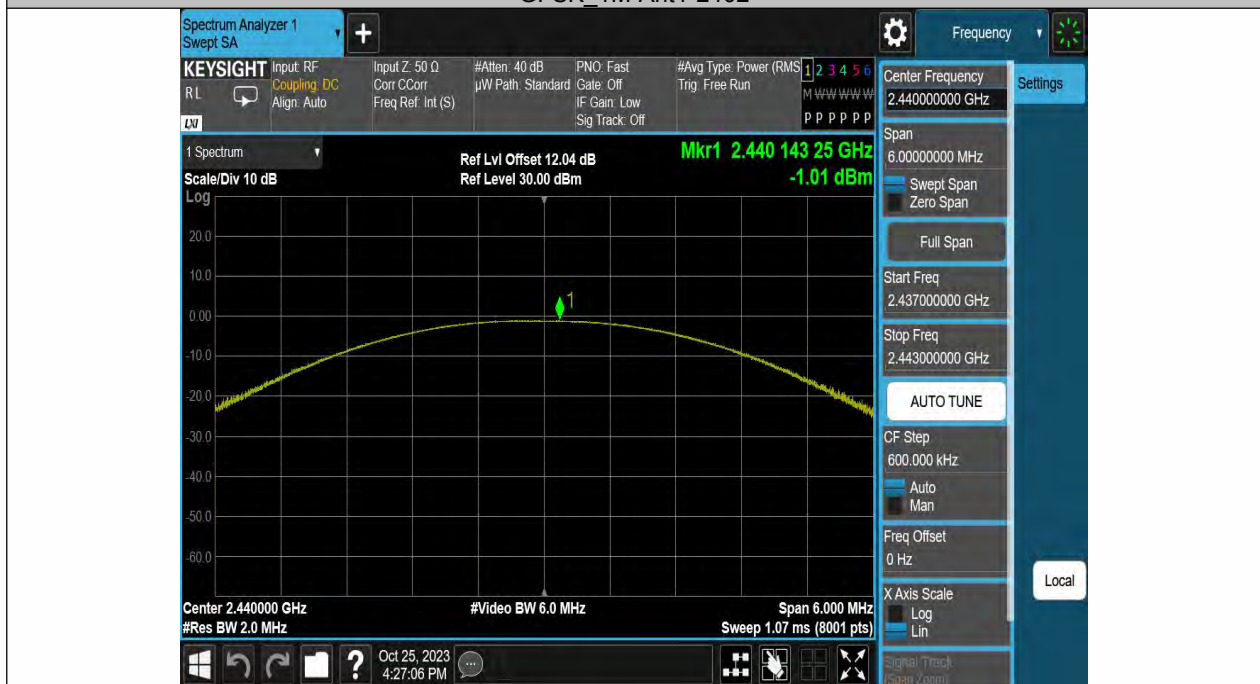 Spectrum Analyzer 1
Swept SA
+
Frequency
KEYSIGHT
RL
LXI
Input: RF
Coupling: DC
Align: Auto
Input Z: 50 Ω
Corr CCorr
Freq Ref: Int (S)
#Atten: 40 dB
µW Path: Standard
PNO: Fast
Gate: Off
IF Gain: Low
Sig Track: Off
#Avg Type: Power (RMS
Trig: Free Run
1 2 3 4 5 6
M W W W W W
P P P P P P
1 Spectrum
Scale/Div 10 dB
Ref Lvl Offset 12.04 dB
Ref Level 30.00 dBm
Mkr1 2.440 143 25 GHz
-1.01 dBm
Log
20.0
10.0
0.00
-10.0
-20.0
-30.0
-40.0
-50.0
-60.0
1
Center 2.440000 GHz
#Res BW 2.0 MHz
#Video BW 6.0 MHz
Span 6.000 MHz
Sweep 1.07 ms (8001 pts)
?
Oct 25, 2023
4:27:06 PM
Center Frequency
2.440000000 GHz
Settings
Span
6.00000000 MHz
Swept Span
Zero Span
Full Span
Start Freq
2.437000000 GHz
Stop Freq
2.443000000 GHz
AUTO TUNE
CF Step
600.000 kHz
Auto
Man
Freq Offset
0 Hz
X Axis Scale
Log
Lin
Local
Signal Track
(Span Zoom)